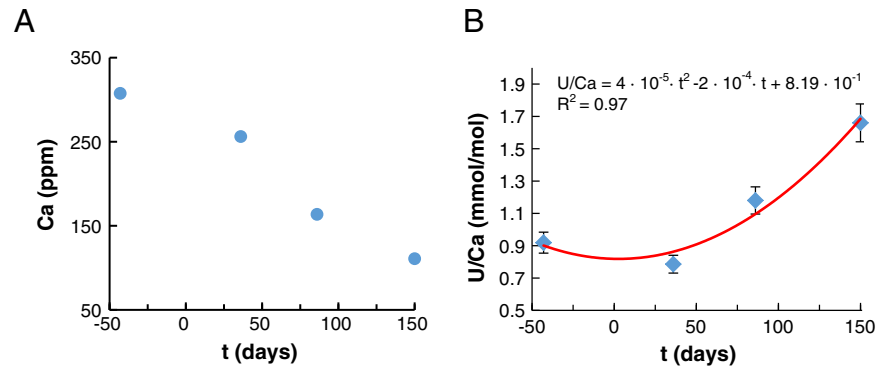 A
350
250
150
50
Ca (ppm)
-50
0
50
100
150
t (days)
B
U/Ca = 4 · 10⁻⁵· t² -2 · 10⁻⁴· t + 8.19 · 10⁻¹
R² = 0.97
1.9
1.7
1.5
1.3
1.1
0.9
0.7
0.5
U/Ca (mmol/mol)
-50
0
50
100
150
t (days)